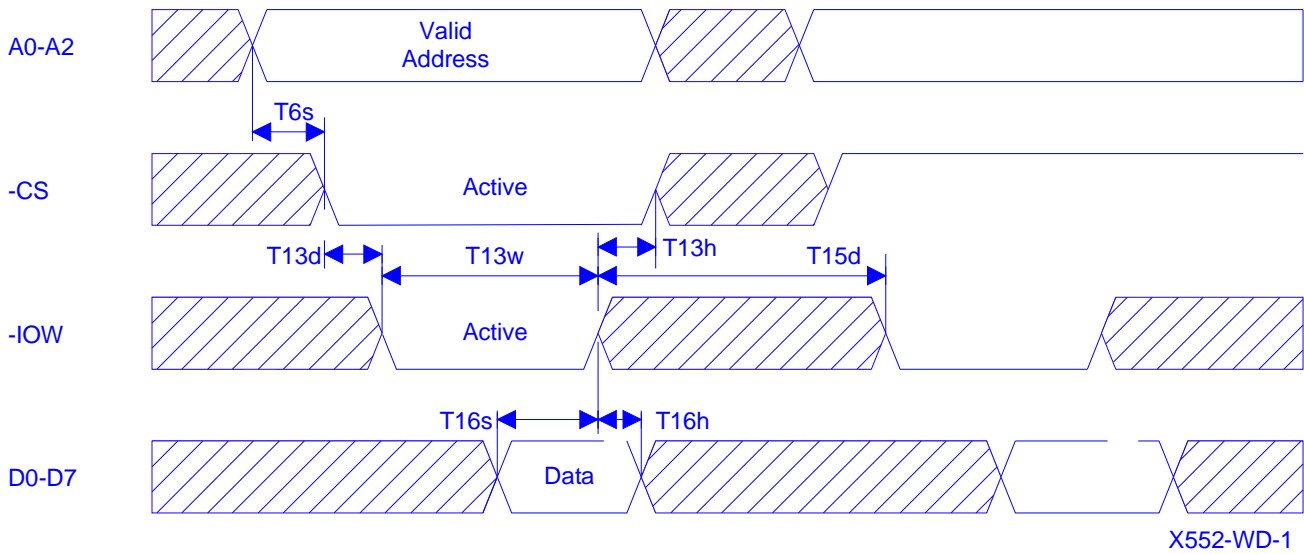 A0-A2
Valid
Address
T6s
-CS
Active
T13d
T13w
T13h
T15d
-IOW
Active
T16s
T16h
D0-D7
Data
X552-WD-1